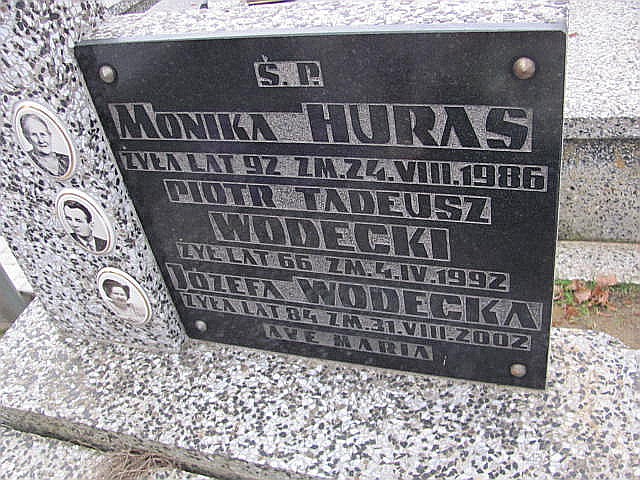 Ś. P.
MONIKA HURAS
ŻYŁA LAT 92 ZM.24.VIII.1986
PIOTR TADEUSZ
WODECKI
ŻYŁ LAT 66 ZM.4.IV.1992
JÓZEFA WODECKA
ŻYŁA LAT 84 ZM.31.VIII.2002
AVE MARIA